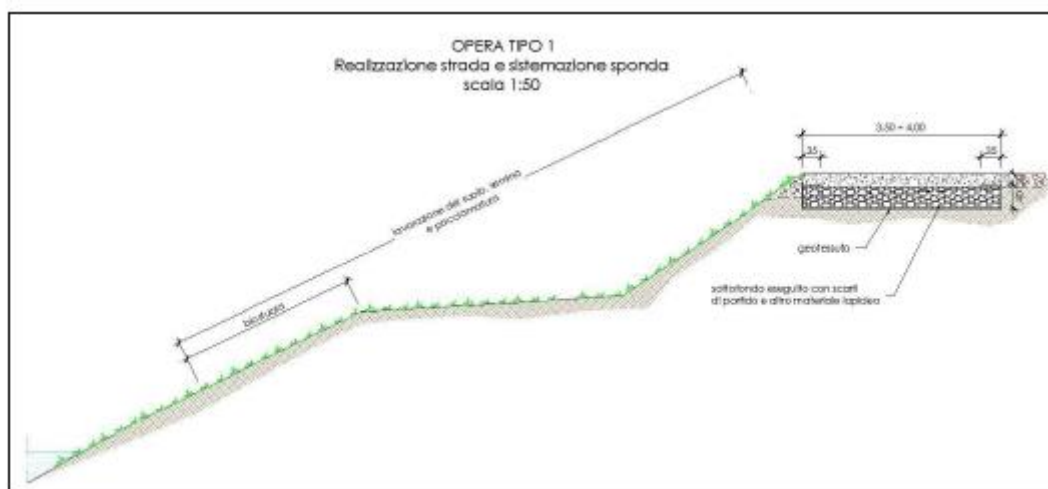 OPERA TIPO 1
Realizzazione strada e sistemazione sponda
scala 1:50
3.50 ÷ 4.00
35
35
lavorazione del suolo, semina
e pacciamatura
biostuoia
geotessuto
sottofondo eseguito con scarti
di porfido e altro materiale lapideo